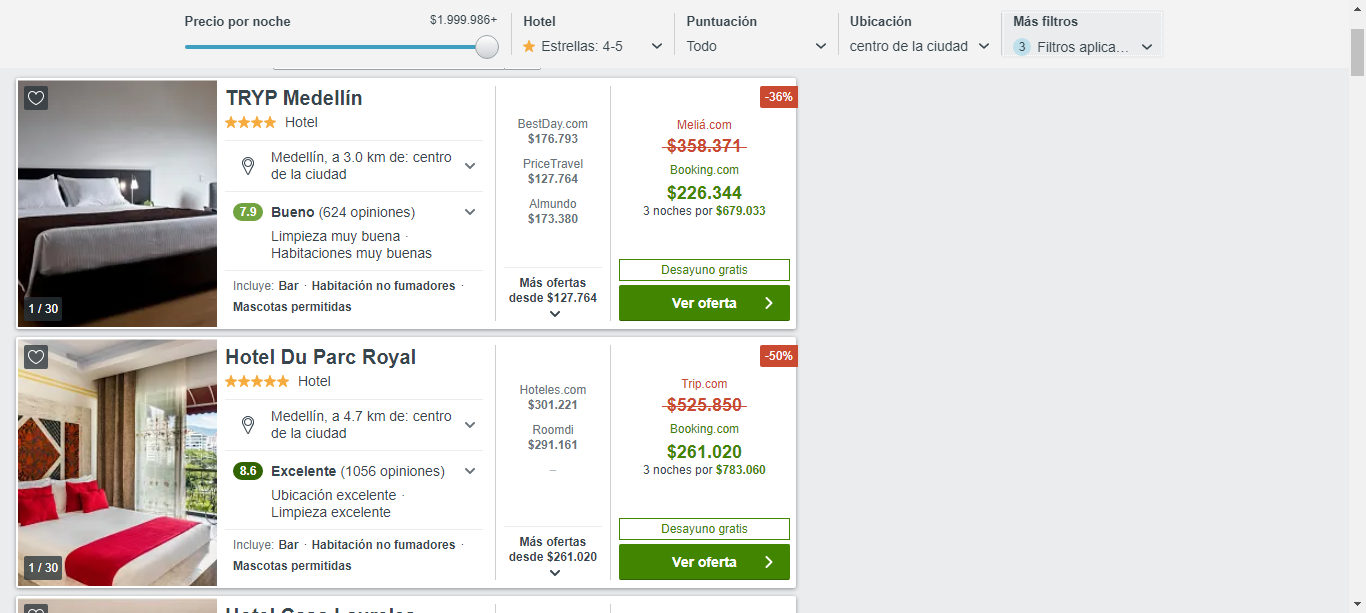 Precio por noche
$1.999.986+
Hotel
Estrellas: 4-5
Puntuación
Todo
Ubicación
centro de la ciudad
Más filtros
3 Filtros aplica...
TRYP Medellín
Hotel
Medellín, a 3.0 km de: centro
de la ciudad
7.9 Bueno (624 opiniones)
Limpieza muy buena ·
Habitaciones muy buenas
Incluye: Bar · Habitación no fumadores ·
Mascotas permitidas
1 / 30
BestDay.com
$176.793
PriceTravel
$127.764
Almundo
$173.380
Más ofertas
desde $127.764
-36%
Meliá.com
$358.371
Booking.com
$226.344
3 noches por $679.033
Desayuno gratis
Ver oferta
Hotel Du Parc Royal
Hotel
Medellín, a 4.7 km de: centro
de la ciudad
8.6 Excelente (1056 opiniones)
Ubicación excelente ·
Limpieza excelente
Incluye: Bar · Habitación no fumadores ·
Mascotas permitidas
1 / 30
Hoteles.com
$301.221
Roomdi
$291.161
–
Más ofertas
desde $261.020
-50%
Trip.com
$525.850
Booking.com
$261.020
3 noches por $783.060
Desayuno gratis
Ver oferta
Hotel Casa Laureles